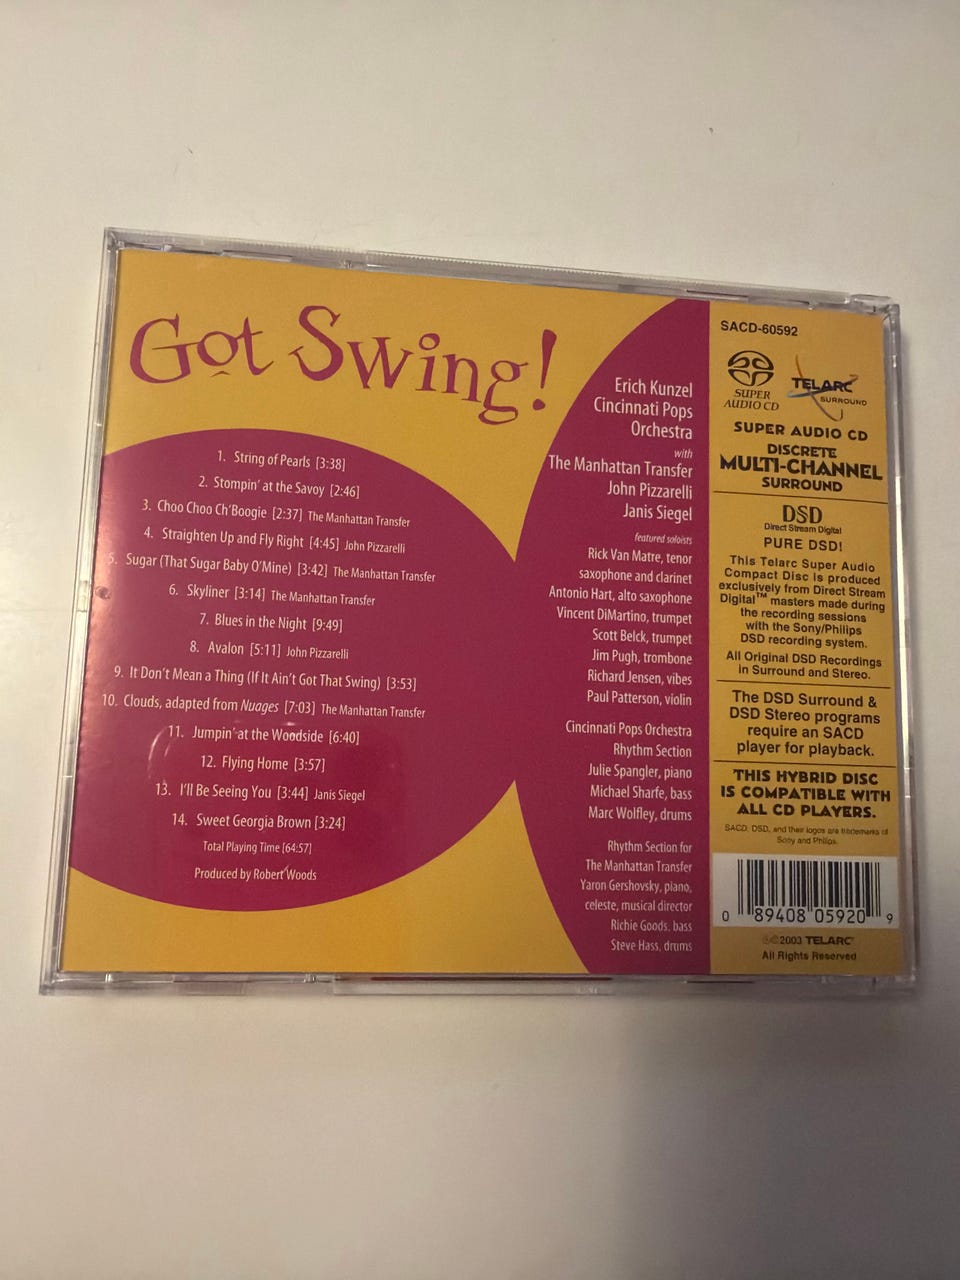 Got Swing!
1. String of Pearls [3:38]
2. Stompin' at the Savoy [2:46]
3. Choo Choo Ch'Boogie [2:37] The Manhattan Transfer
4. Straighten Up and Fly Right [4:45] John Pizzarelli
5. Sugar (That Sugar Baby O'Mine) [3:42] The Manhattan Transfer
6. Skyliner [3:14] The Manhattan Transfer
7. Blues in the Night [9:49]
8. Avalon [5:11] John Pizzarelli
9. It Don't Mean a Thing (If It Ain't Got That Swing) [3:53]
10. Clouds, adapted from Nuages [7:03] The Manhattan Transfer
11. Jumpin' at the Woodside [6:40]
12. Flying Home [3:57]
13. I'll Be Seeing You [3:44] Janis Siegel
14. Sweet Georgia Brown [3:24]
Total Playing Time [64:57]
Produced by Robert Woods
Erich Kunzel
Cincinnati Pops
Orchestra
with
The Manhattan Transfer
John Pizzarelli
Janis Siegel
featured soloists
Rick Van Matre, tenor
saxophone and clarinet
Antonio Hart, alto saxophone
Vincent DiMartino, trumpet
Scott Belck, trumpet
Jim Pugh, trombone
Richard Jensen, vibes
Paul Patterson, violin
Cincinnati Pops Orchestra
Rhythm Section
Julie Spangler, piano
Michael Sharfe, bass
Marc Wolfley, drums
Rhythm Section for
The Manhattan Transfer
Yaron Gershovsky, piano,
celeste, musical director
Richie Goods, bass
Steve Hass, drums
SACD-60592
SUPER
AUDIO CD
TELARC
SURROUND
SUPER AUDIO CD
DISCRETE
MULTI-CHANNEL
SURROUND
DSD
Direct Stream Digital
PURE DSD!
This Telarc Super Audio
Compact Disc is produced
exclusively from Direct Stream
Digital™ masters made during
the recording sessions
with the Sony/Philips
DSD recording system.
All Original DSD Recordings
in Surround and Stereo.
The DSD Surround &
DSD Stereo programs
require an SACD
player for playback.
THIS HYBRID DISC
IS COMPATIBLE WITH
ALL CD PLAYERS.
SACD, DSD, and their logos are trademarks of
Sony and Philips.
0 89408 05920 9
℗©2003 TELARC®
All Rights Reserved